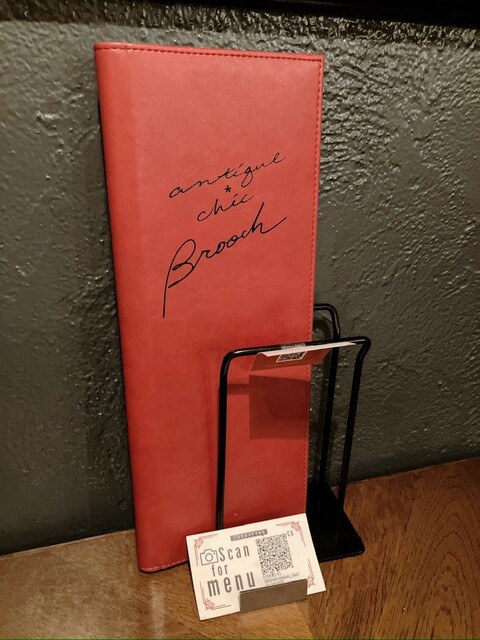 antique
*
chic
Brooch
Scan
for
menu